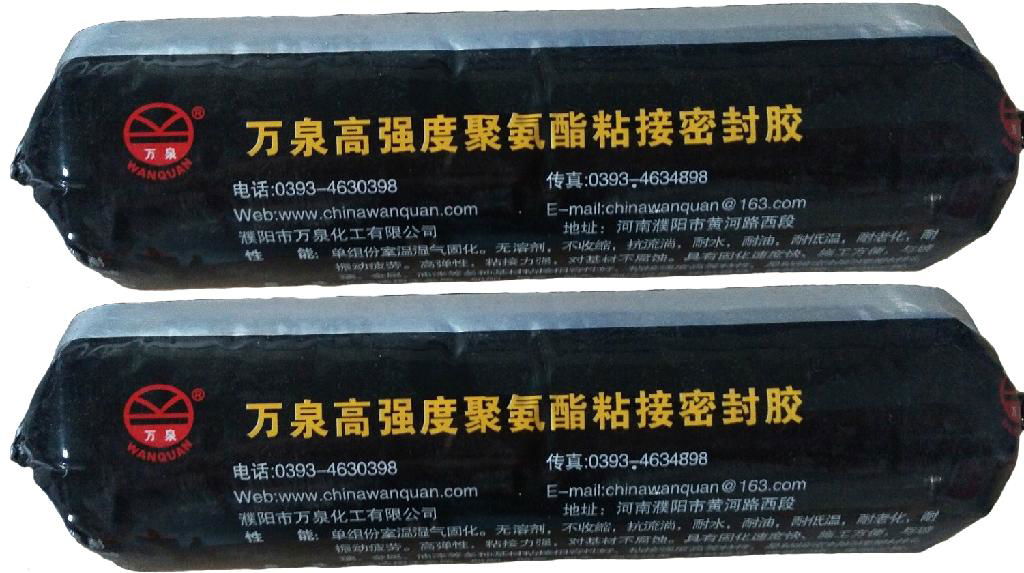 万泉高强度聚氨酯粘接密封胶
万泉
WANQUAN
®
电话:0393-4630398 传真:0393-4634898
Web:www.chinawanquan.com E-mail:chinawanquan@163.com
濮阳市万泉化工有限公司 地址：河南濮阳市黄河路西段
性 能：单组份室温湿气固化。无溶剂，不收缩，抗流淌，耐水，耐油，耐低温，耐老化，耐
振动疲劳。高弹性，粘接力强，对基材不腐蚀。具有固化速度快、施工方便，
万泉高强度聚氨酯粘接密封胶
万泉
WANQUAN
®
电话:0393-4630398 传真:0393-4634898
Web:www.chinawanquan.com E-mail:chinawanquan@163.com
濮阳市万泉化工有限公司 地址：河南濮阳市黄河路西段
性 能：单组份室温湿气固化。无溶剂，不收缩，抗流淌，耐水，耐油，耐低温，耐老化，耐
振动疲劳。高弹性，粘接力强，对基材不腐蚀。具有固化速度快、施工方便，